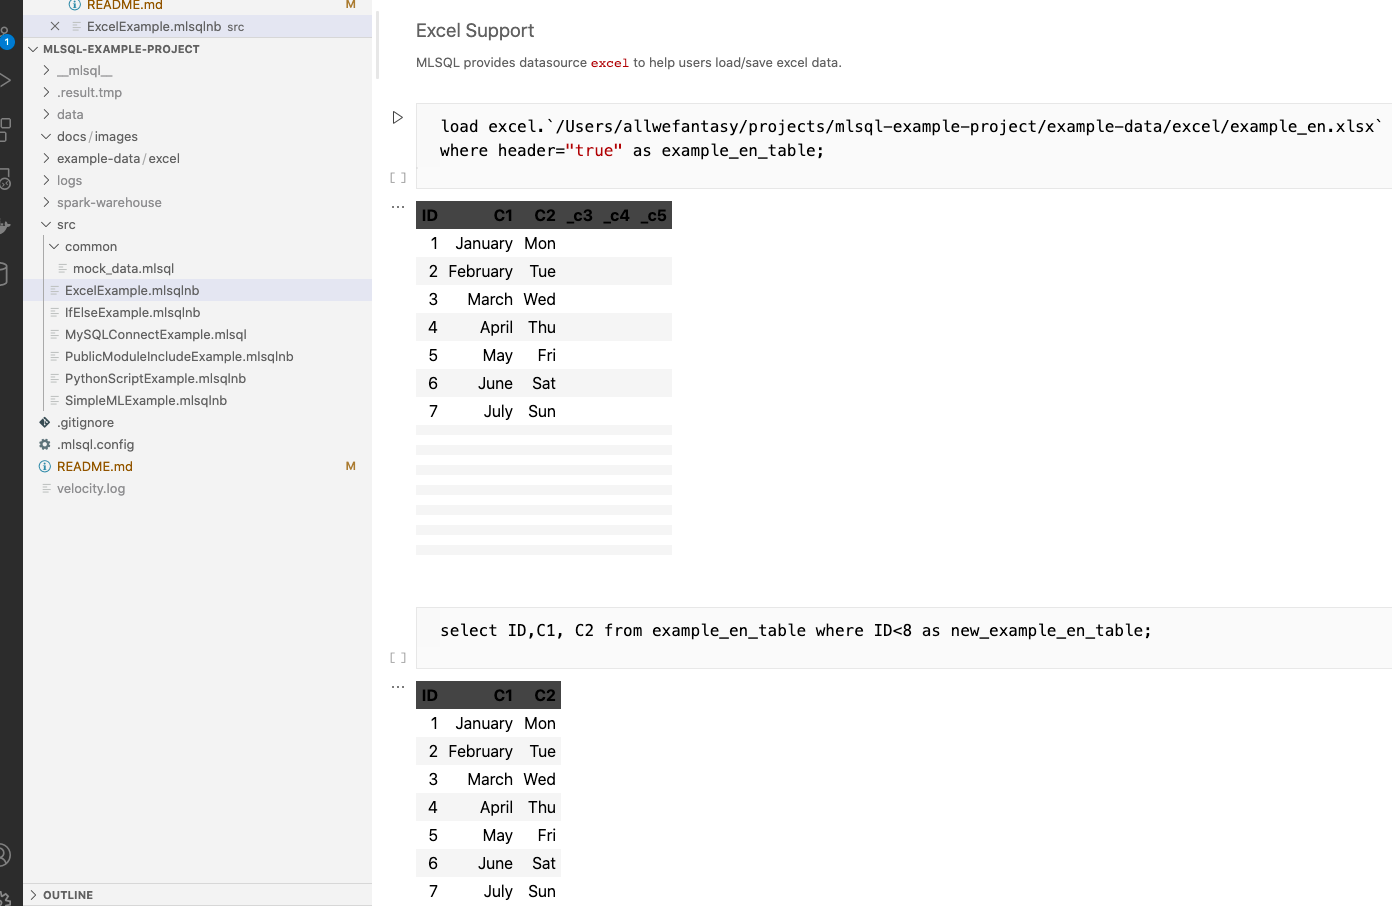 README.md M
ExcelExample.mlsqlnb src
1
MLSQL-EXAMPLE-PROJECT
__mlsql__
.result.tmp
data
docs/images
example-data/excel
logs
spark-warehouse
src
common
mock_data.mlsql
ExcelExample.mlsqlnb
IfElseExample.mlsqlnb
MySQLConnectExample.mlsql
PublicModuleIncludeExample.mlsqlnb
PythonScriptExample.mlsqlnb
SimpleMLExample.mlsqlnb
.gitignore
.mlsql.config
README.md M
velocity.log
OUTLINE
Excel Support
MLSQL provides datasource excel to help users load/save excel data.
load excel.`/Users/allwefantasy/projects/mlsql-example-project/example-data/excel/example_en.xlsx`
where header="true" as example_en_table;
[ ]
...
ID C1 C2 _c3 _c4 _c5
1 January Mon
2 February Tue
3 March Wed
4 April Thu
5 May Fri
6 June Sat
7 July Sun
select ID,C1, C2 from example_en_table where ID<8 as new_example_en_table;
[ ]
...
ID C1 C2
1 January Mon
2 February Tue
3 March Wed
4 April Thu
5 May Fri
6 June Sat
7 July Sun